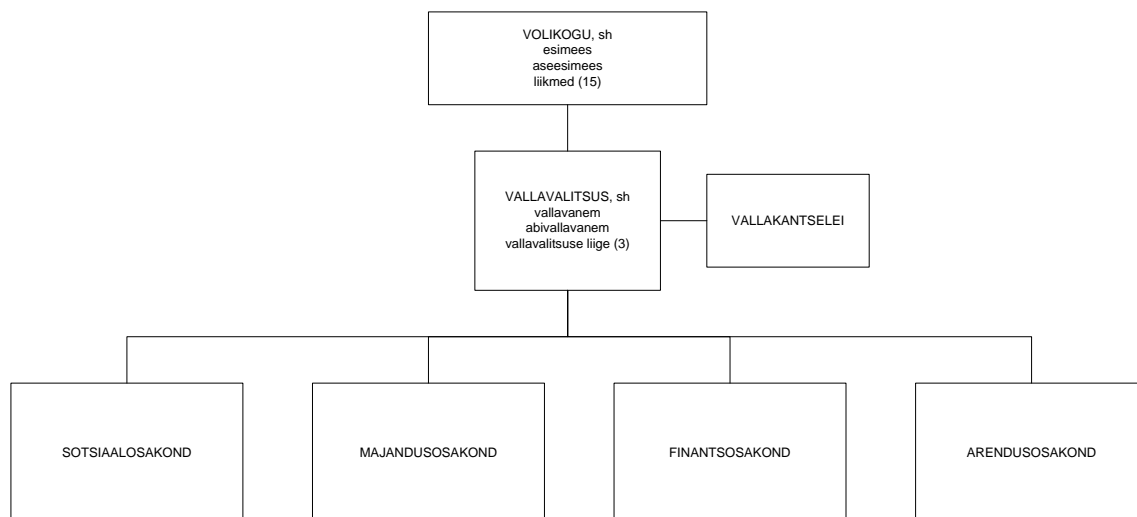 VOLIKOGU, sh
esimees
aseesimees
liikmed (15)
VALLAVALITSUS, sh
vallavanem
abivallavanem
vallavalitsuse liige (3)
VALLAKANTSELEI
SOTSIAALOSAKOND
MAJANDUSOSAKOND
FINANTSOSAKOND
ARENDUSOSAKOND